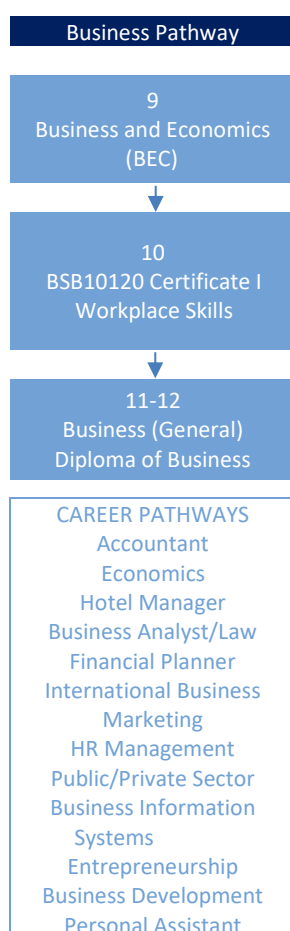 Business Pathway
9
Business and Economics
(BEC)
10
BSB10120 Certificate I
Workplace Skills
11-12
Business (General)
Diploma of Business
CAREER PATHWAYS
Accountant
Economics
Hotel Manager
Business Analyst/Law
Financial Planner
International Business
Marketing
HR Management
Public/Private Sector
Business Information
Systems
Entrepreneurship
Business Development
Personal Assistant